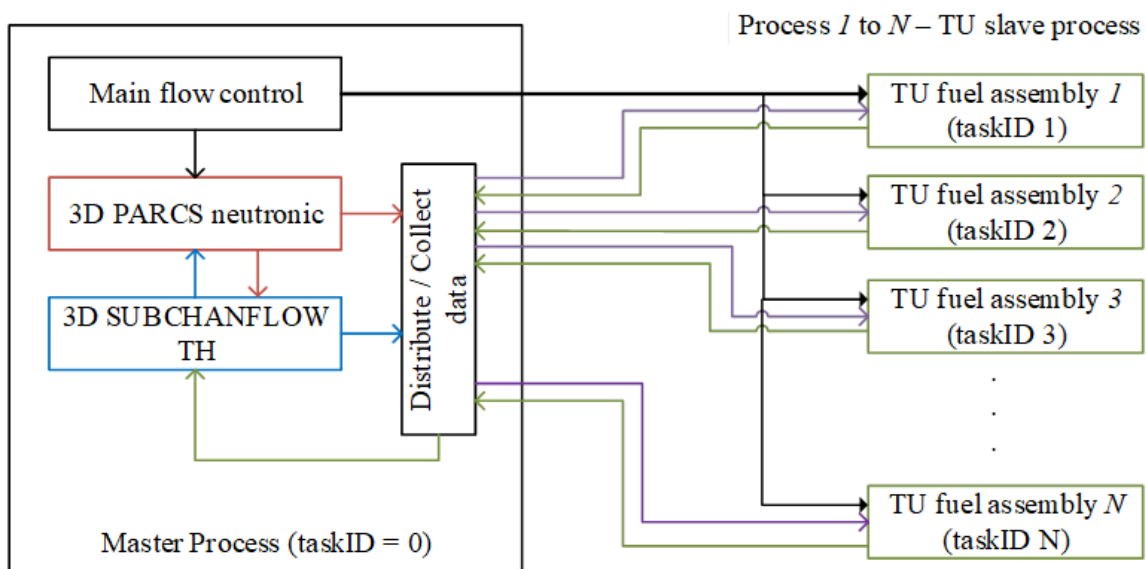 Process 1 to N – TU slave process
Main flow control
3D PARCS neutronic
3D SUBCHANFLOW
TH
Distribute / Collect
data
Master Process (taskID = 0)
TU fuel assembly 1
(taskID 1)
TU fuel assembly 2
(taskID 2)
TU fuel assembly 3
(taskID 3)
.
.
.
TU fuel assembly N
(taskID N)